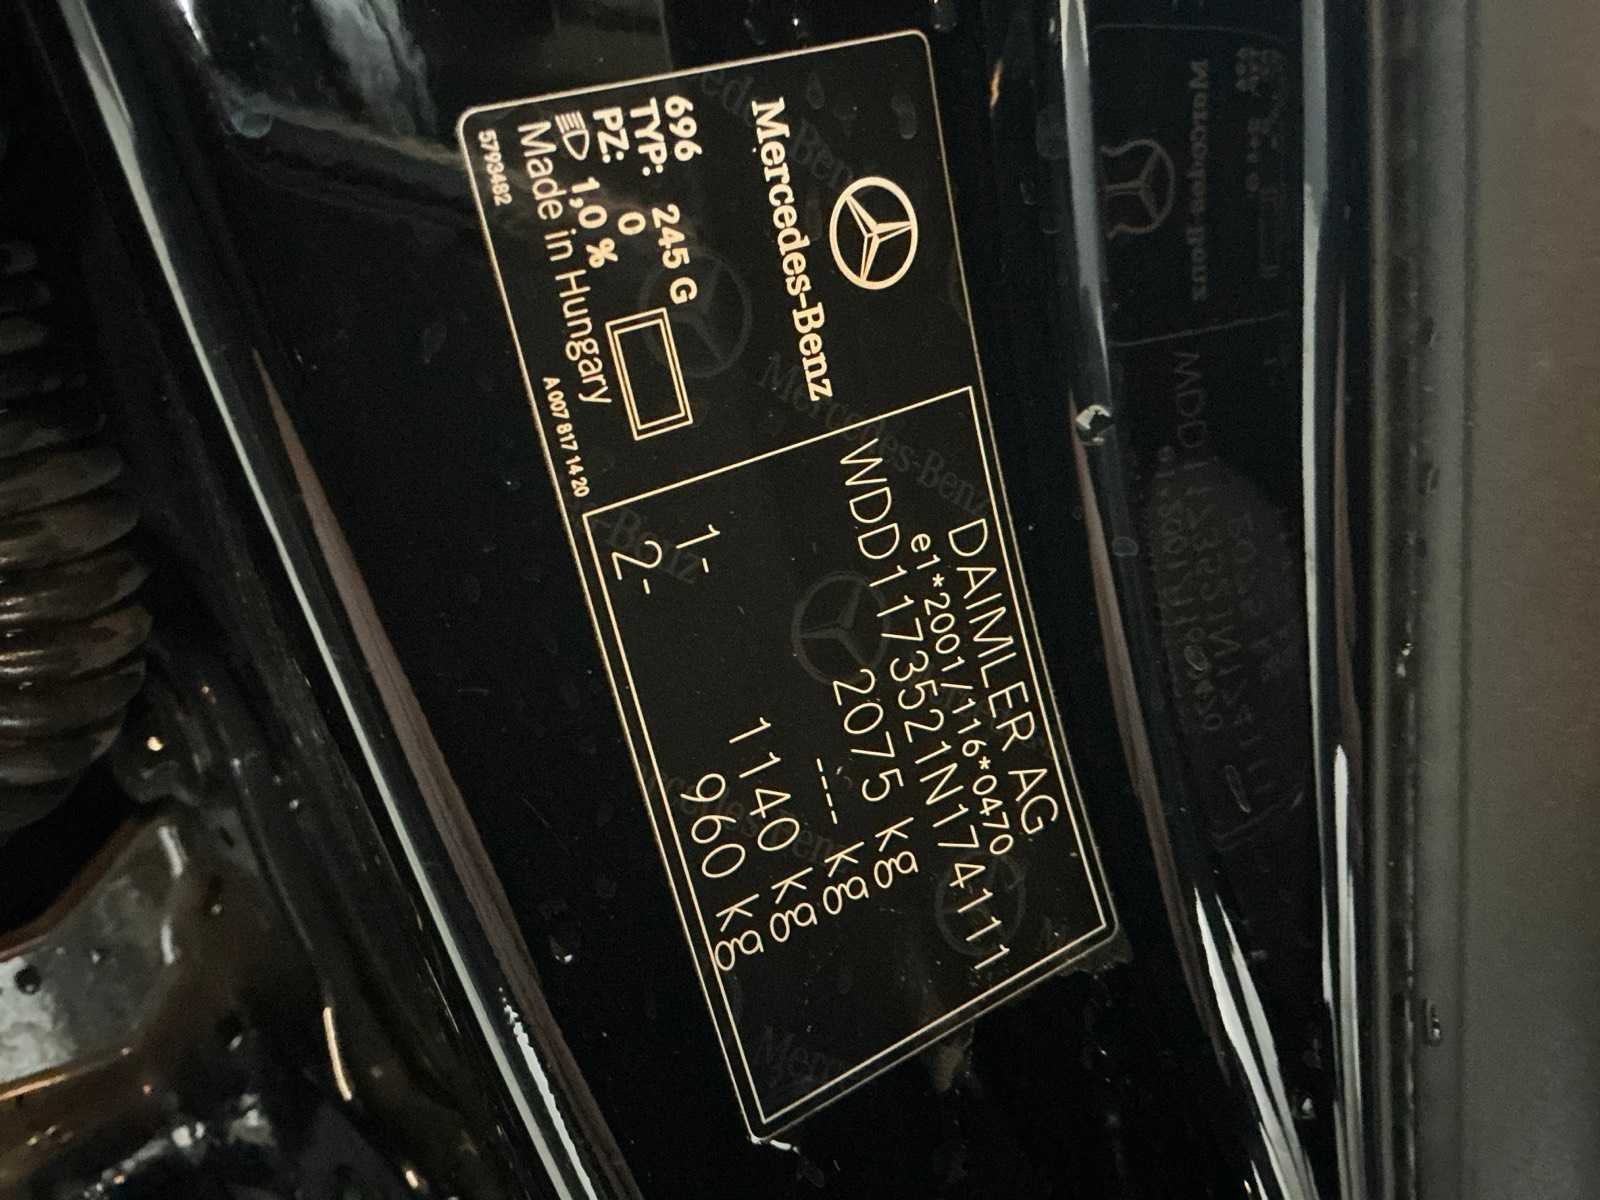 Mercedes-Benz
696
TYP: 245 G
PZ: 0
1,0 %
Made in Hungary
5793482
A 007 817 14 20
DAIMLER AG
e1*2001/116*0470
WDD1173521N174111
2075 kg
---- kg
1- 1140 kg
2- 960 kg